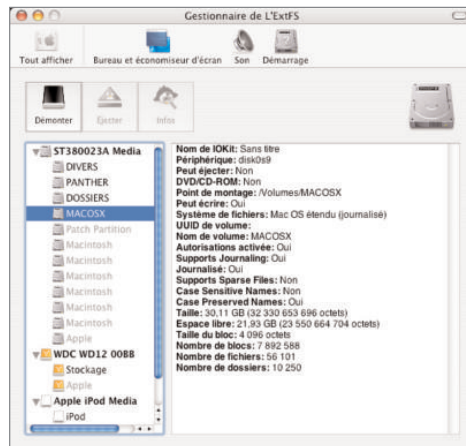 Gestionnaire de L'ExtFS
Tout afficher
Bureau et économiseur d'écran
Son
Démarrage
Démonter
Éjecter
Infos
ST380023A Media
DIVERS
PANTHER
DOSSIERS
MACOSX
Patch Partition
Macintosh
Macintosh
Macintosh
Macintosh
Macintosh
Apple
WDC WD12 00BB
Stockage
Apple
Apple iPod Media
iPod
Nom de IOKit: Sans titre
Périphérique: disk0s9
Peut éjecter: Non
DVD/CD-ROM: Non
Point de montage: /Volumes/MACOSX
Peut écrire: Oui
Système de fichiers: Mac OS étendu (journalisé)
UUID de volume:
Nom de volume: MACOSX
Autorisations activée: Oui
Supports Journaling: Oui
Journalisé: Oui
Supports Sparse Files: Non
Case Sensitive Names: Non
Case Preserved Names: Oui
Taille: 30,11 GB (32 330 653 696 octets)
Espace libre: 21,93 GB (23 550 664 704 octets)
Taille du bloc: 4 096 octets
Nombre de blocs: 7 892 588
Nombre de fichiers: 56 101
Nombre de dossiers: 10 250